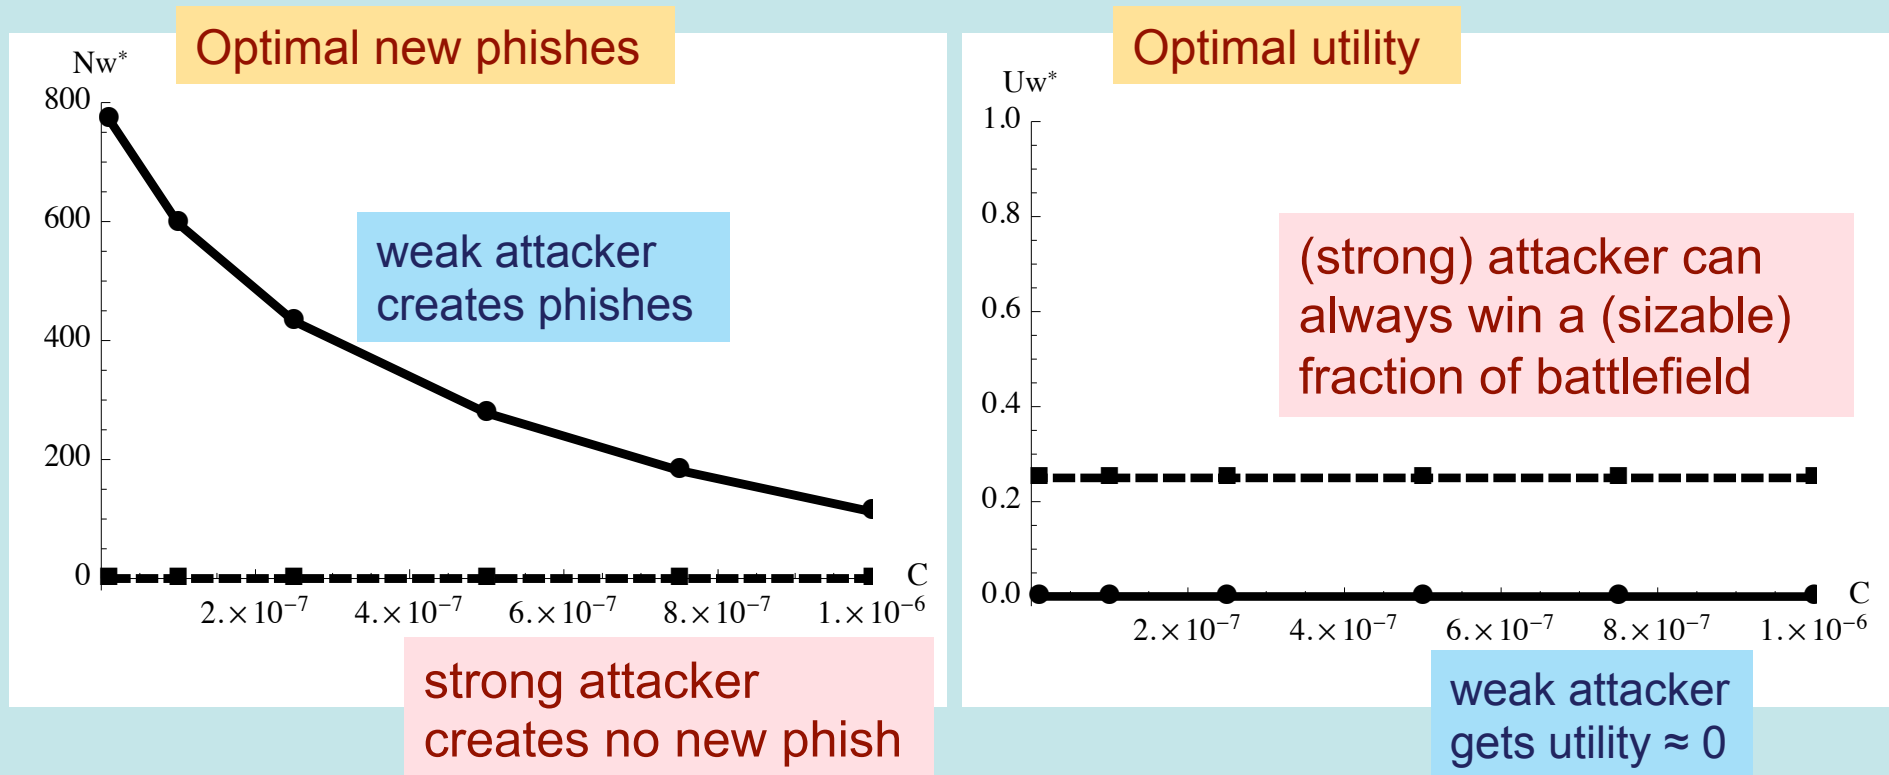 Optimal new phishes
Nw*
800
600
400
200
0
C
2.×10⁻⁷ 4.×10⁻⁷ 6.×10⁻⁷ 8.×10⁻⁷ 1.×10⁻⁶
weak attacker
creates phishes
strong attacker
creates no new phish
Optimal utility
Uw*
1.0
0.8
0.6
0.4
0.2
0.0
C
2.×10⁻⁷ 4.×10⁻⁷ 6.×10⁻⁷ 8.×10⁻⁷ 1.×10⁻⁶
(strong) attacker can
always win a (sizable)
fraction of battlefield
weak attacker
gets utility ≈ 0